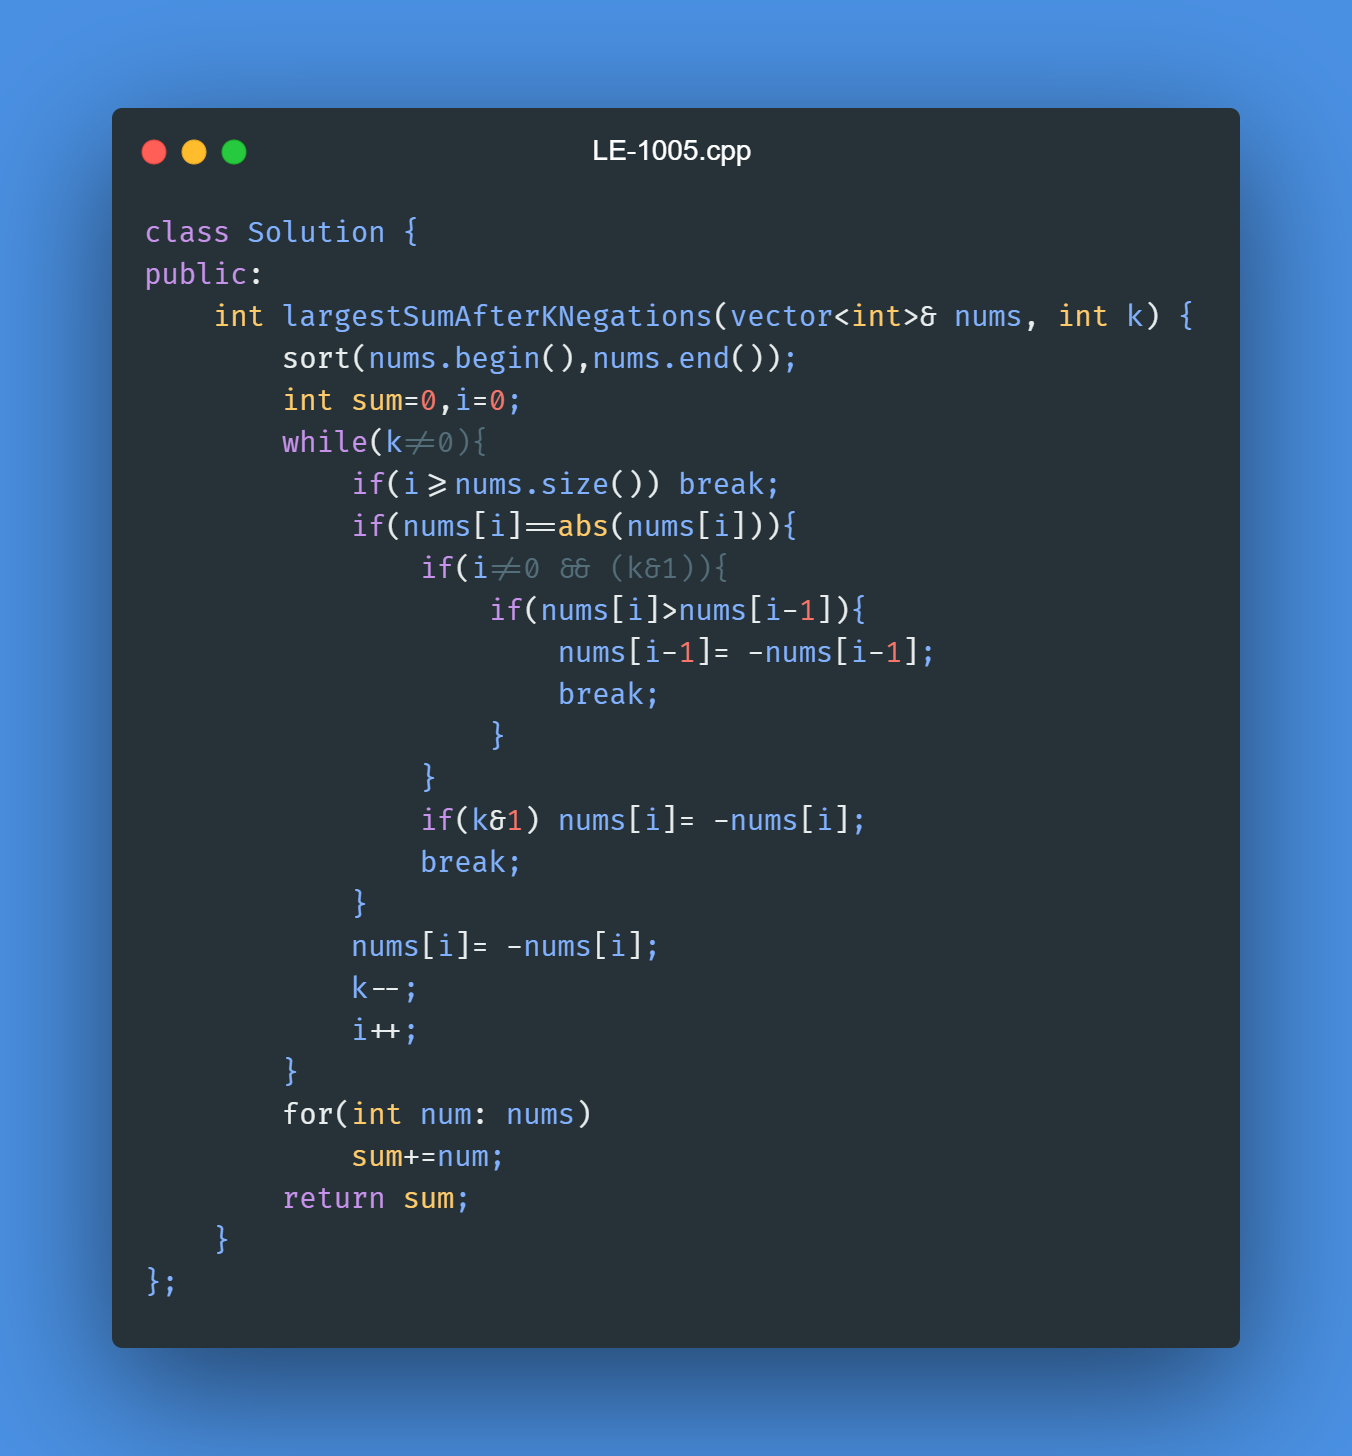 LE-1005.cpp
class Solution {
public:
    int largestSumAfterKNegations(vector<int>& nums, int k) {
        sort(nums.begin(),nums.end());
        int sum=0,i=0;
        while(k!=0){
            if(i>=nums.size()) break;
            if(nums[i]==abs(nums[i])){
                if(i!=0 && (k&1)){
                    if(nums[i]>nums[i-1]){
                        nums[i-1]= -nums[i-1];
                        break;
                    }
                }
                if(k&1) nums[i]= -nums[i];
                break;
            }
            nums[i]= -nums[i];
            k--;
            i++;
        }
        for(int num: nums)
            sum+=num;
        return sum;
    }
};